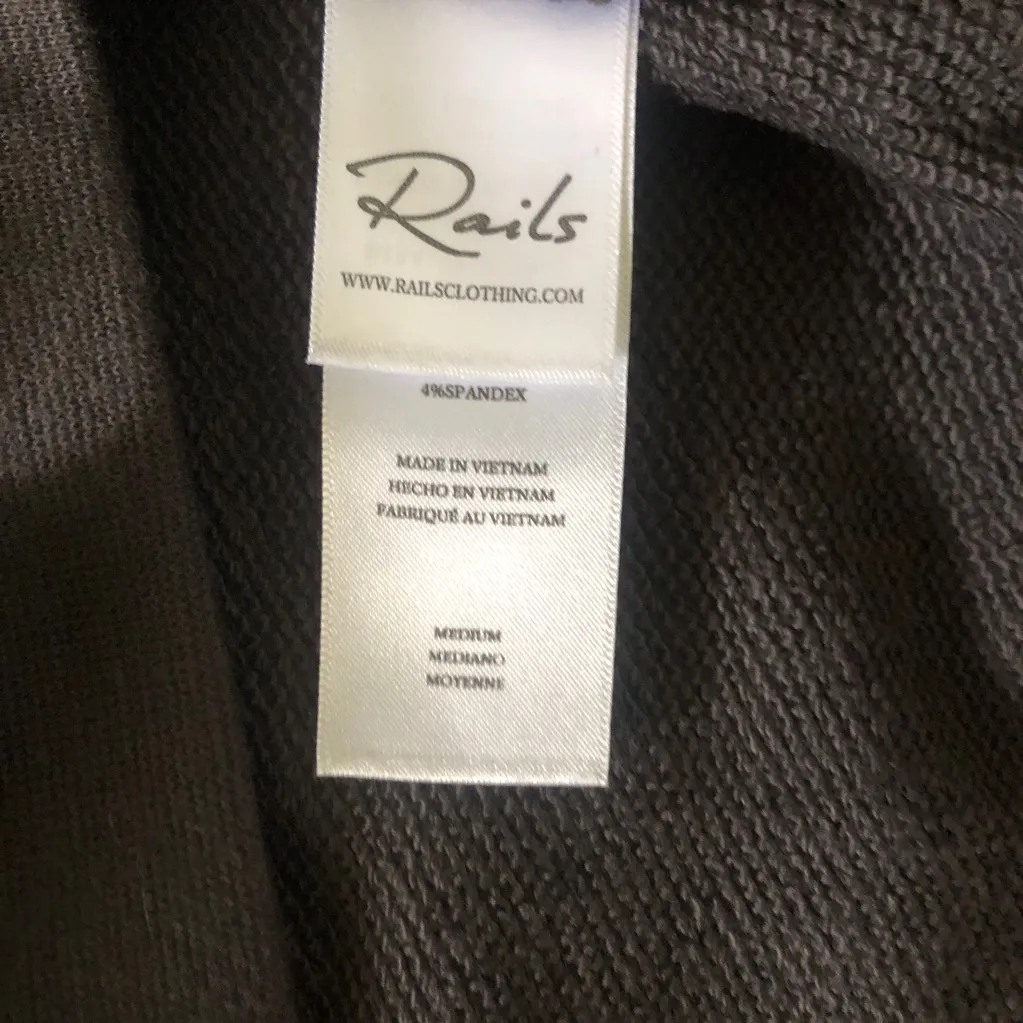 Rails
WWW.RAILSCLOTHING.COM
4%SPANDEX
MADE IN VIETNAM
HECHO EN VIETNAM
FABRIQUÉ AU VIETNAM
MEDIUM
MEDIANO
MOYENNE